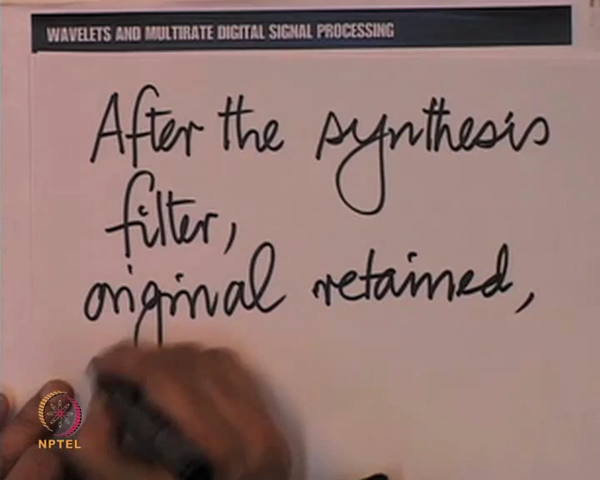 WAVELETS AND MULTIRATE DIGITAL SIGNAL PROCESSING
After the synthesis
filter,
original retained,
NPTEL